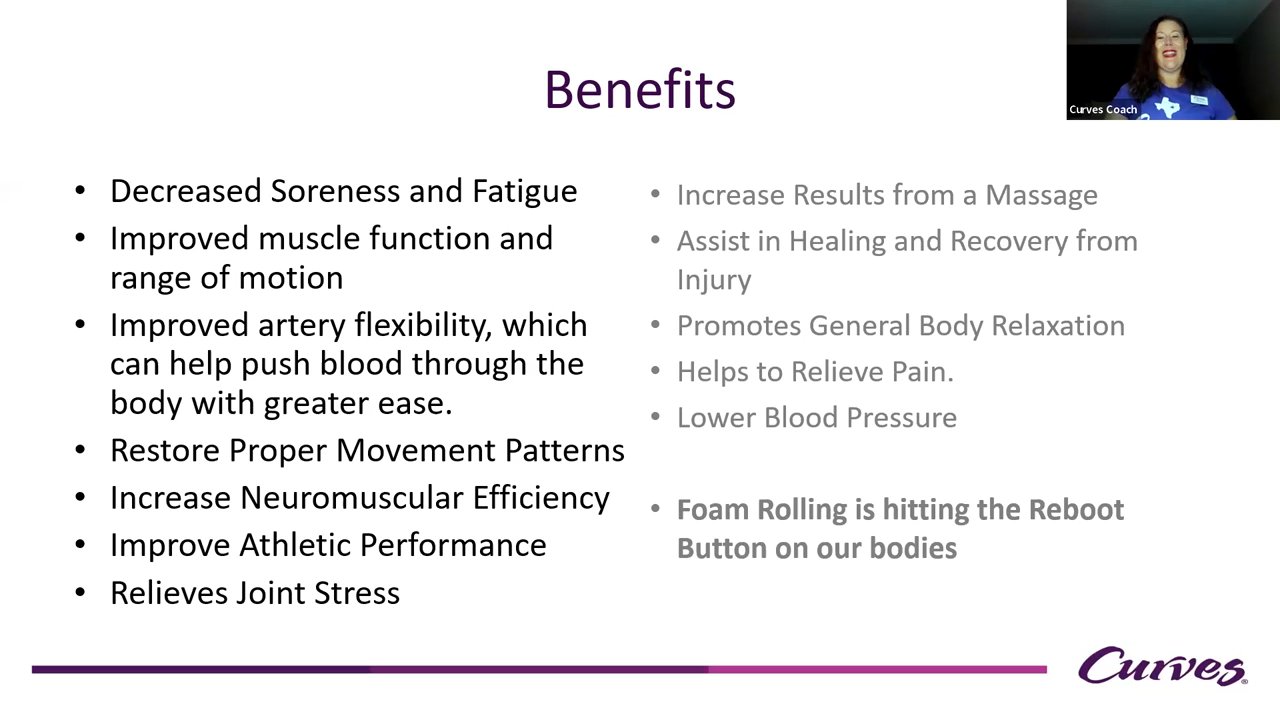 Benefits
Curves Coach
• Decreased Soreness and Fatigue
• Improved muscle function and
range of motion
• Improved artery flexibility, which
can help push blood through the
body with greater ease.
• Restore Proper Movement Patterns
• Increase Neuromuscular Efficiency
• Improve Athletic Performance
• Relieves Joint Stress
• Increase Results from a Massage
• Assist in Healing and Recovery from
Injury
• Promotes General Body Relaxation
• Helps to Relieve Pain.
• Lower Blood Pressure
• Foam Rolling is hitting the Reboot
Button on our bodies
Curves®